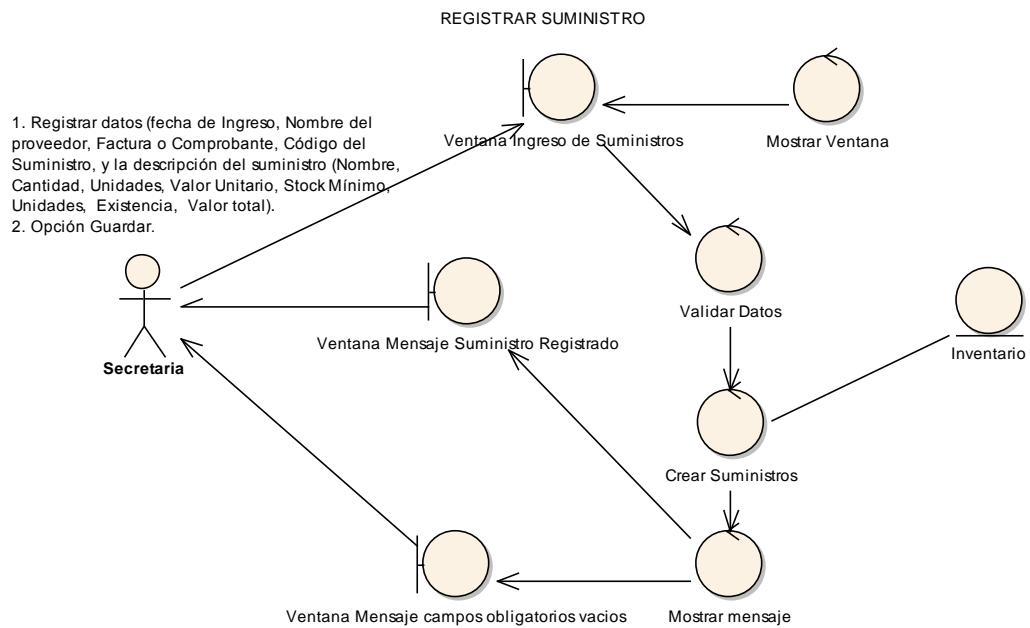 REGISTRAR SUMINISTRO
1. Registrar datos (fecha de Ingreso, Nombre del
proveedor, Factura o Comprobante, Código del
Suministro, y la descripción del suministro (Nombre,
Cantidad, Unidades, Valor Unitario, Stock Mínimo,
Unidades, Existencia, Valor total).
2. Opción Guardar.
Ventana Ingreso de Suministros
Mostrar Ventana
Validar Datos
Ventana Mensaje Suministro Registrado
Inventario
Secretaria
Crear Suministros
Ventana Mensaje campos obligatorios vacios
Mostrar mensaje